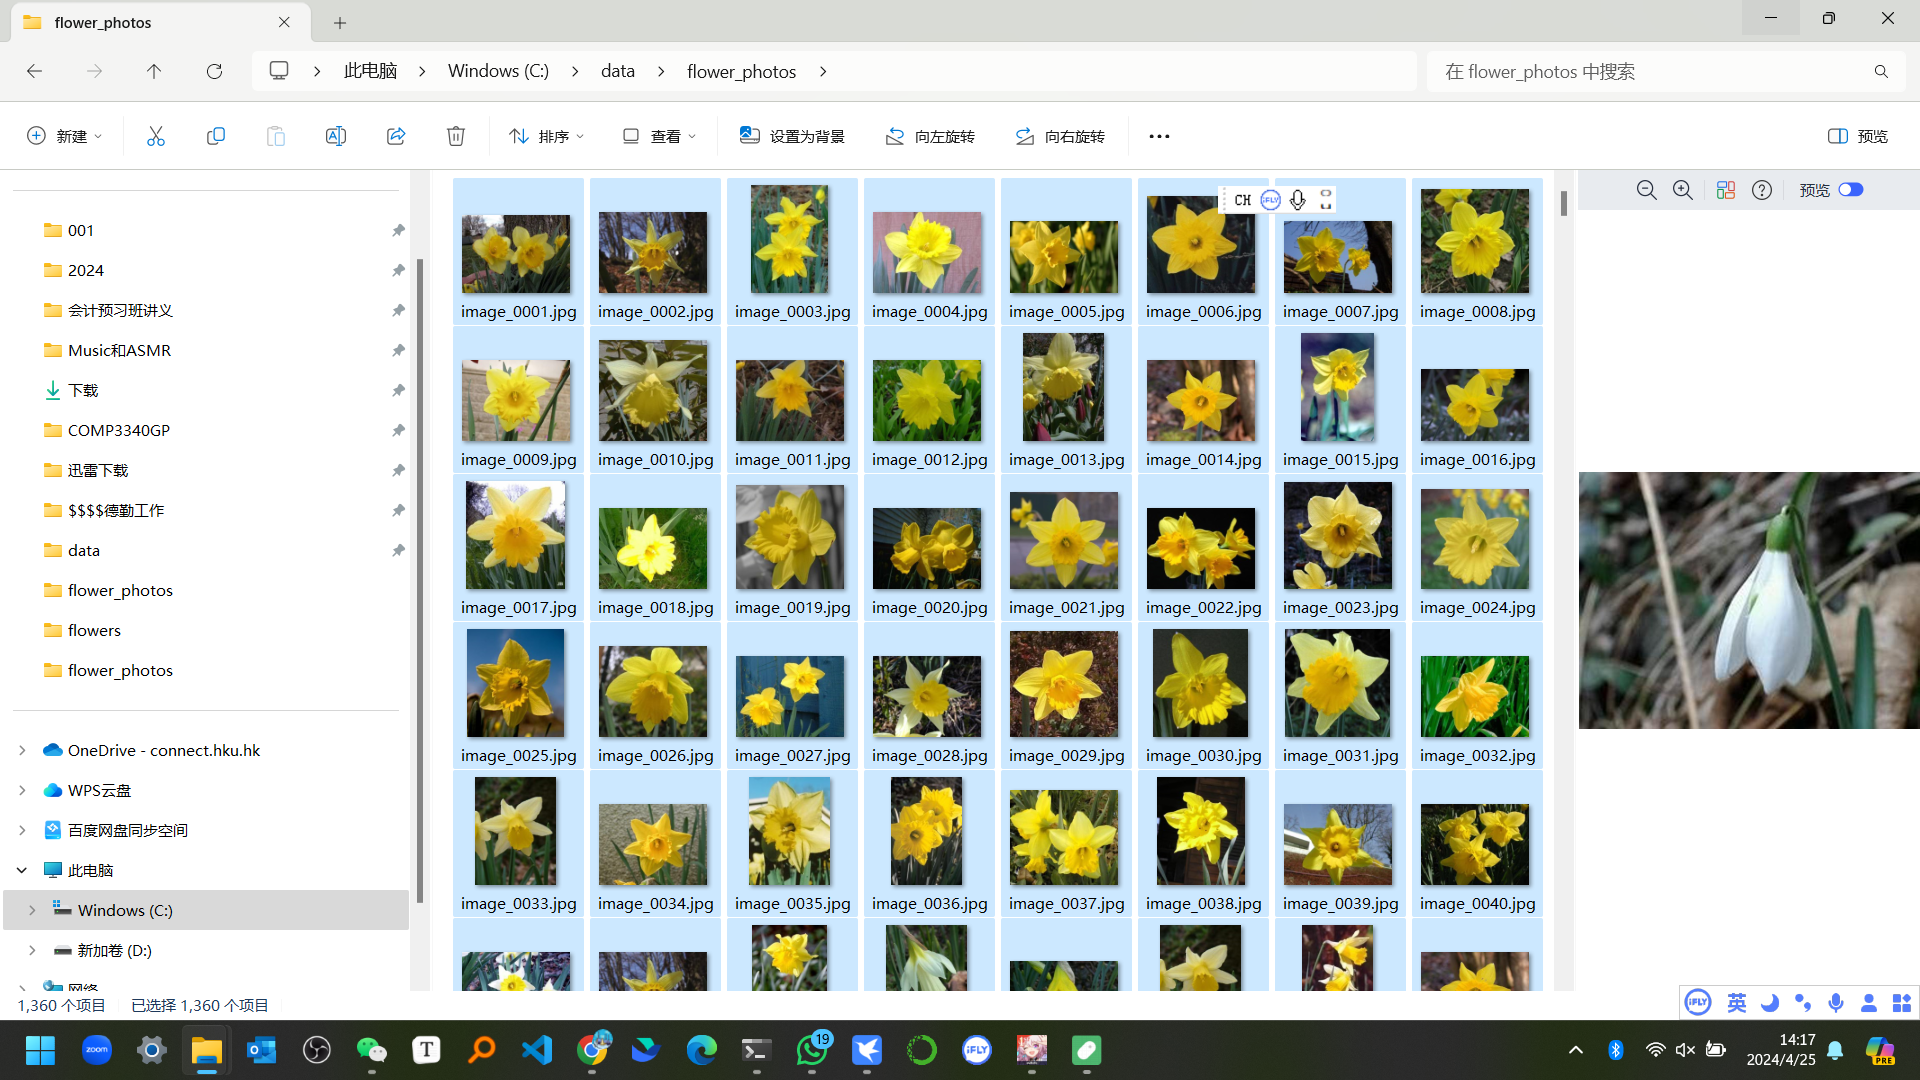 flower_photos
此电脑
Windows (C:)
data
flower_photos
在 flower_photos 中搜索
新建
排序
查看
设置为背景
向左旋转
向右旋转
预览
001
2024
会计预习班讲义
Music和ASMR
下载
COMP3340GP
迅雷下载
$$$$德勤工作
data
flower_photos
flowers
flower_photos
OneDrive - connect.hku.hk
WPS云盘
百度网盘同步空间
此电脑
Windows (C:)
新加卷 (D:)
网络
CH iFLY
预览
image_0001.jpg image_0002.jpg image_0003.jpg image_0004.jpg image_0005.jpg image_0006.jpg image_0007.jpg image_0008.jpg
image_0009.jpg image_0010.jpg image_0011.jpg image_0012.jpg image_0013.jpg image_0014.jpg image_0015.jpg image_0016.jpg
image_0017.jpg image_0018.jpg image_0019.jpg image_0020.jpg image_0021.jpg image_0022.jpg image_0023.jpg image_0024.jpg
image_0025.jpg image_0026.jpg image_0027.jpg image_0028.jpg image_0029.jpg image_0030.jpg image_0031.jpg image_0032.jpg
image_0033.jpg image_0034.jpg image_0035.jpg image_0036.jpg image_0037.jpg image_0038.jpg image_0039.jpg image_0040.jpg
1,360 个项目 已选择 1,360 个项目
iFLY 英
zoom
T
19
iFLY
14:17
2024/4/25
PRE